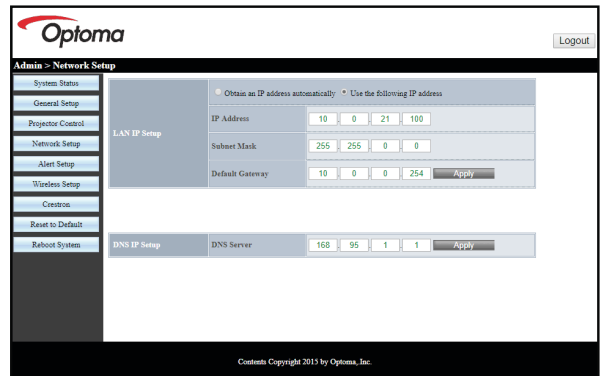 Optoma
Logout
Admin > Network Setup
System Status
General Setup
Projector Control
Network Setup
Alert Setup
Wireless Setup
Crestron
Reset to Default
Reboot System
LAN IP Setup
Obtain an IP address automatically Use the following IP address
IP Address 10 . 0 . 21 . 100
Subnet Mask 255 . 255 . 0 . 0
Default Gateway 10 . 0 . 0 . 254 Apply
DNS IP Setup DNS Server 168 . 95 . 1 . 1 Apply
Contents Copyright 2015 by Optoma, Inc.